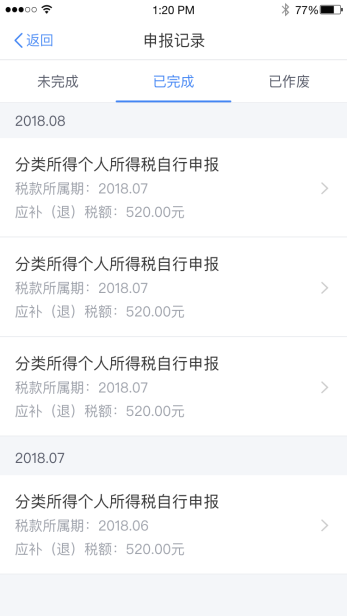 1:20 PM
77%
返回
申报记录
未完成
已完成
已作废
2018.08
分类所得个人所得税自行申报
税款所属期：2018.07
应补（退）税额：520.00元
分类所得个人所得税自行申报
税款所属期：2018.07
应补（退）税额：520.00元
分类所得个人所得税自行申报
税款所属期：2018.07
应补（退）税额：520.00元
2018.07
分类所得个人所得税自行申报
税款所属期：2018.06
应补（退）税额：520.00元